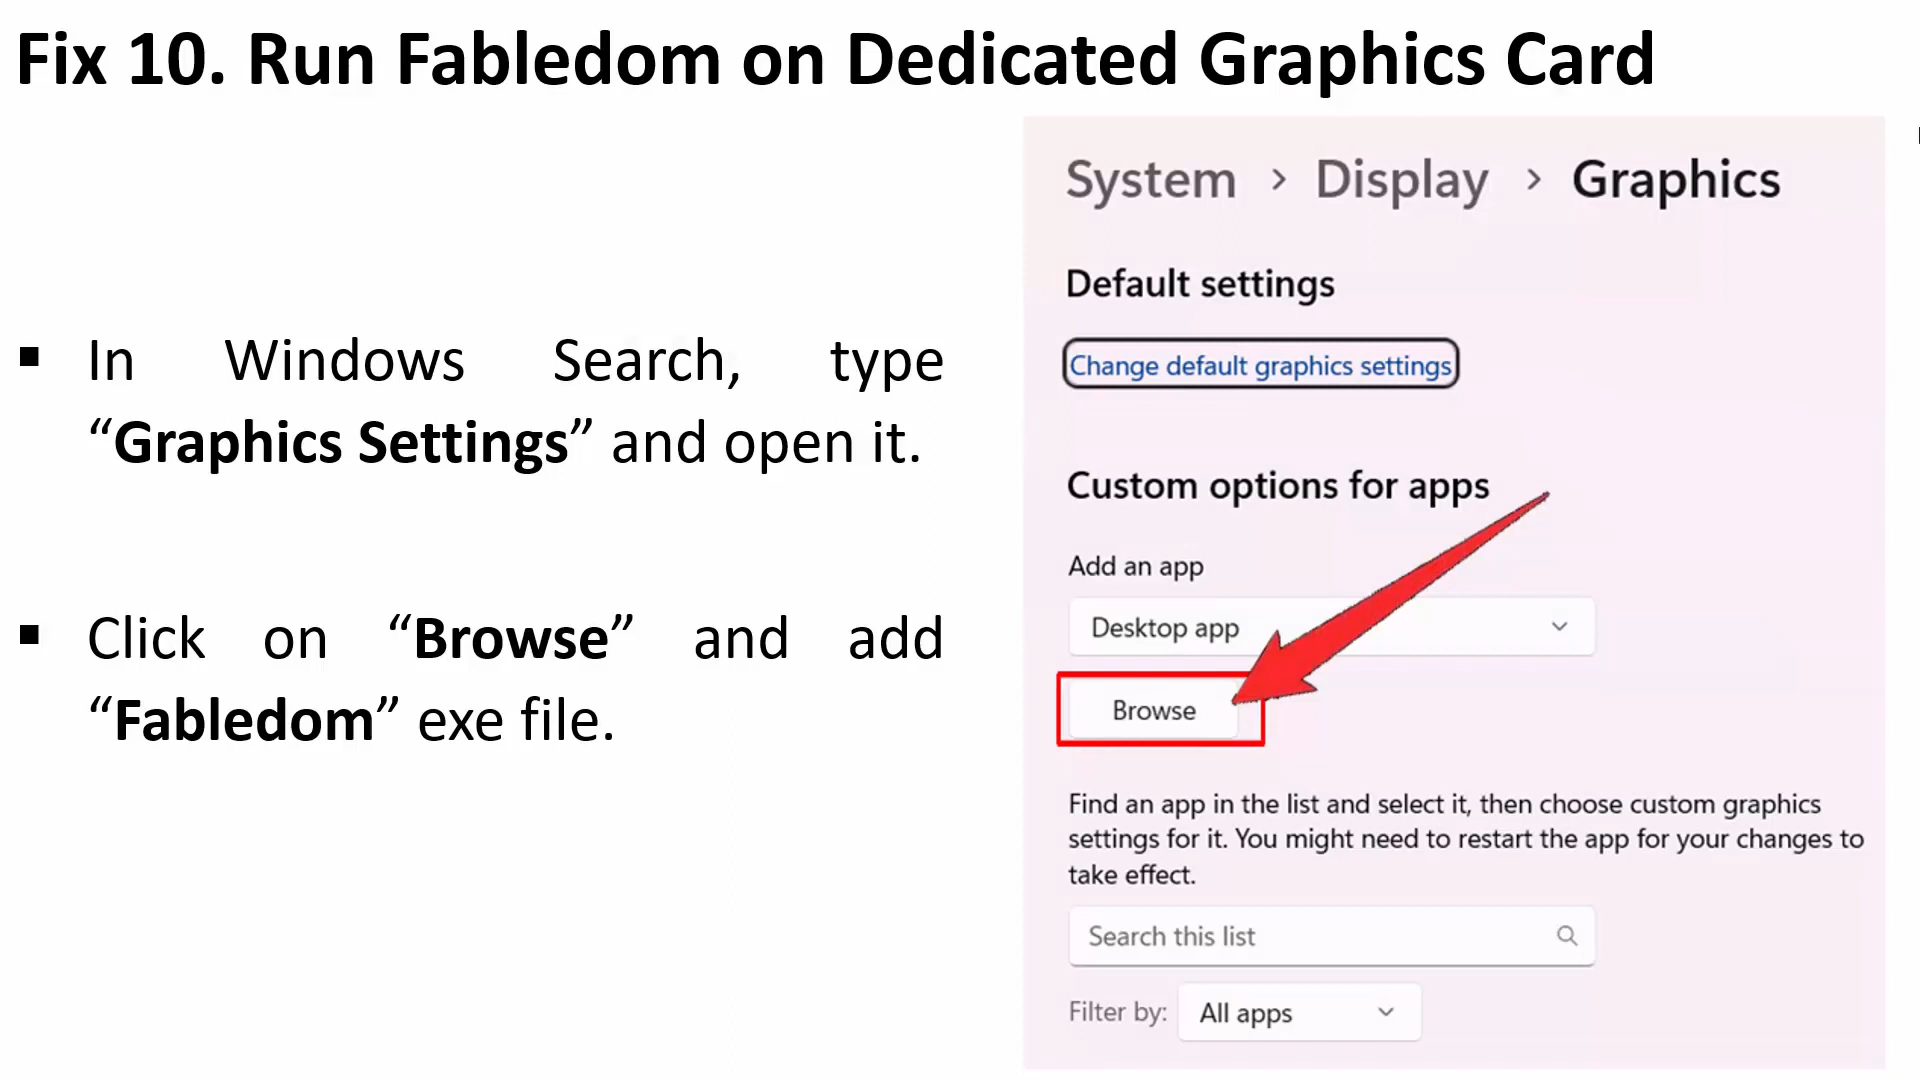 Fix 10. Run Fabledom on Dedicated Graphics Card
▪ In Windows Search, type
“Graphics Settings” and open it.
▪ Click on “Browse” and add
“Fabledom” exe file.
System > Display > Graphics
Default settings
Change default graphics settings
Custom options for apps
Add an app
Desktop app
Browse
Find an app in the list and select it, then choose custom graphics
settings for it. You might need to restart the app for your changes to
take effect.
Search this list
Filter by: All apps